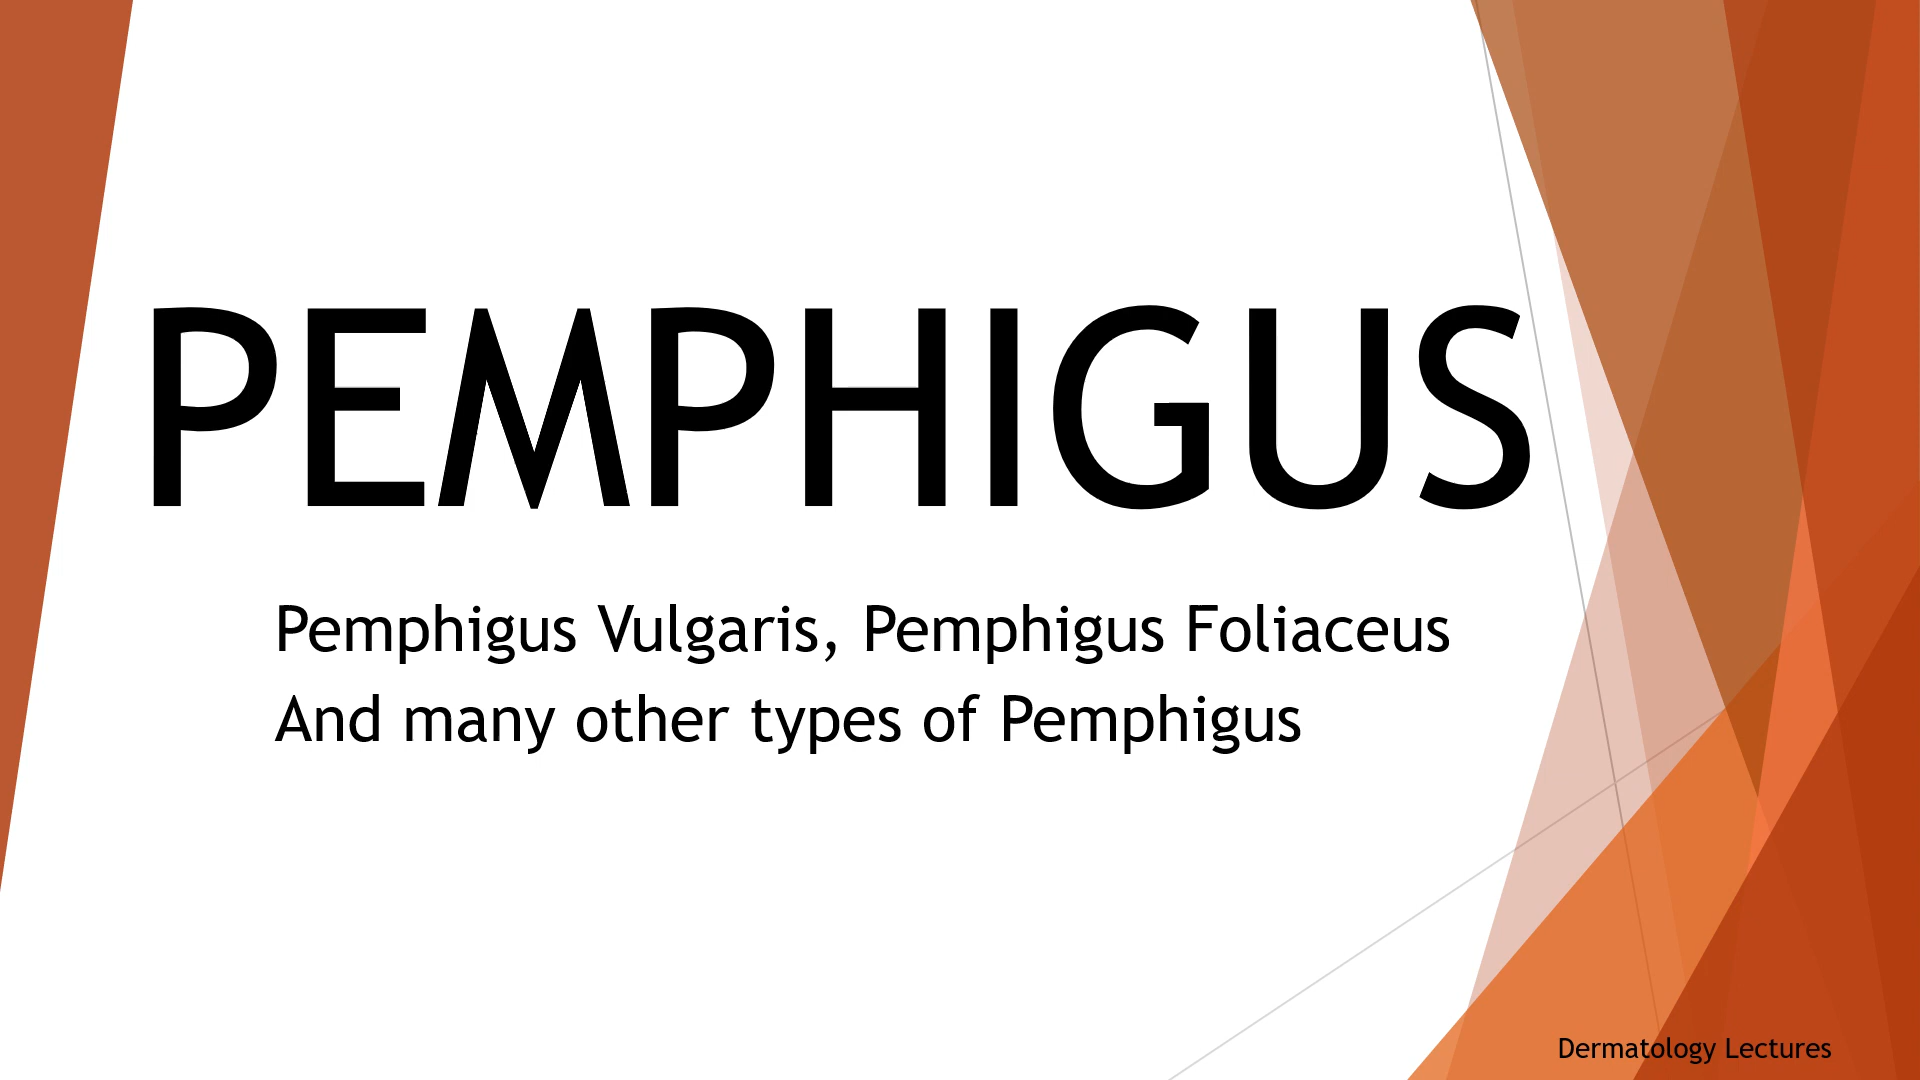 PEMPHIGUS
Pemphigus Vulgaris, Pemphigus Foliaceus
And many other types of Pemphigus
Dermatology Lectures